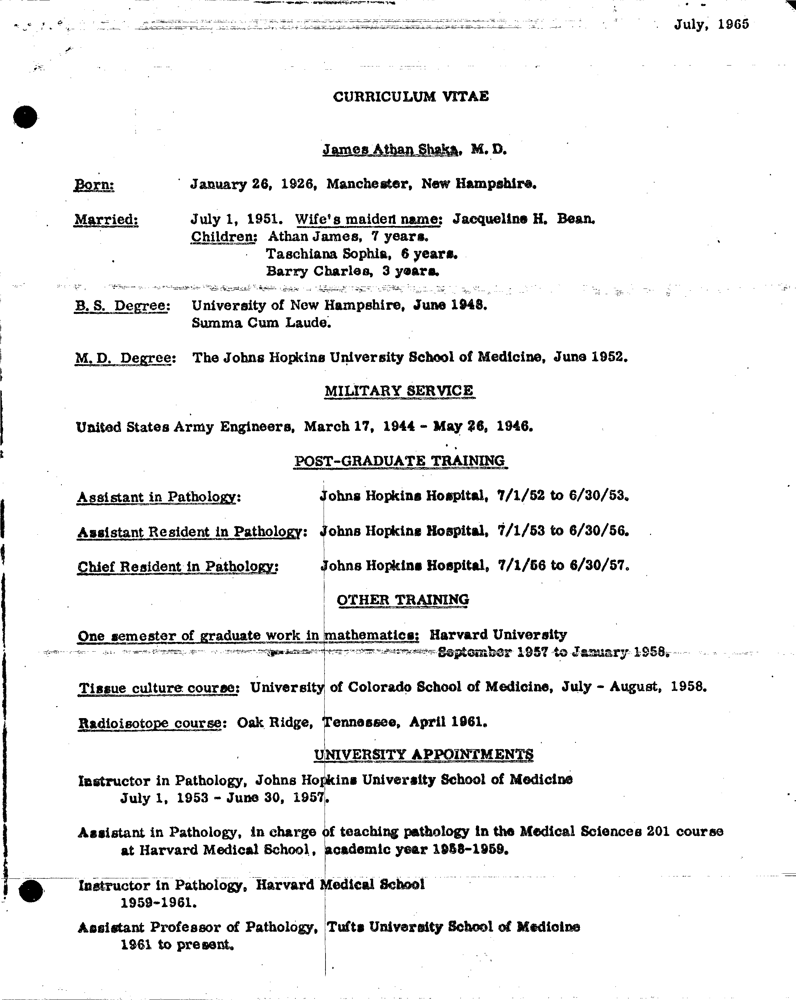 July, 1965
CURRICULUM VITAE
James Athan Shaka, M. D.
Born: January 26, 1926, Manchester, New Hampshire.
Married: July 1, 1951. Wife's maiden name: Jacqueline H. Bean.
Children: Athan James, 7 years.
Taschiana Sophia, 6 years.
Barry Charles, 3 years.
B. S. Degree: University of New Hampshire, June 1948.
Summa Cum Laude.
M. D. Degree: The Johns Hopkins University School of Medicine, June 1952.
MILITARY SERVICE
United States Army Engineers, March 17, 1944 - May 26, 1946.
POST-GRADUATE TRAINING
Assistant in Pathology: Johns Hopkins Hospital, 7/1/52 to 6/30/53.
Assistant Resident in Pathology: Johns Hopkins Hospital, 7/1/53 to 6/30/56.
Chief Resident in Pathology: Johns Hopkins Hospital, 7/1/56 to 6/30/57.
OTHER TRAINING
One semester of graduate work in mathematics: Harvard University
September 1957 to January 1958.
Tissue culture course: University of Colorado School of Medicine, July - August, 1958.
Radioisotope course: Oak Ridge, Tennessee, April 1961.
UNIVERSITY APPOINTMENTS
Instructor in Pathology, Johns Hopkins University School of Medicine
July 1, 1953 - June 30, 1957.
Assistant in Pathology, in charge of teaching pathology in the Medical Sciences 201 course
at Harvard Medical School, academic year 1958-1959.
Instructor in Pathology, Harvard Medical School
1959-1961.
Assistant Professor of Pathology, Tufts University School of Medicine
1961 to present.